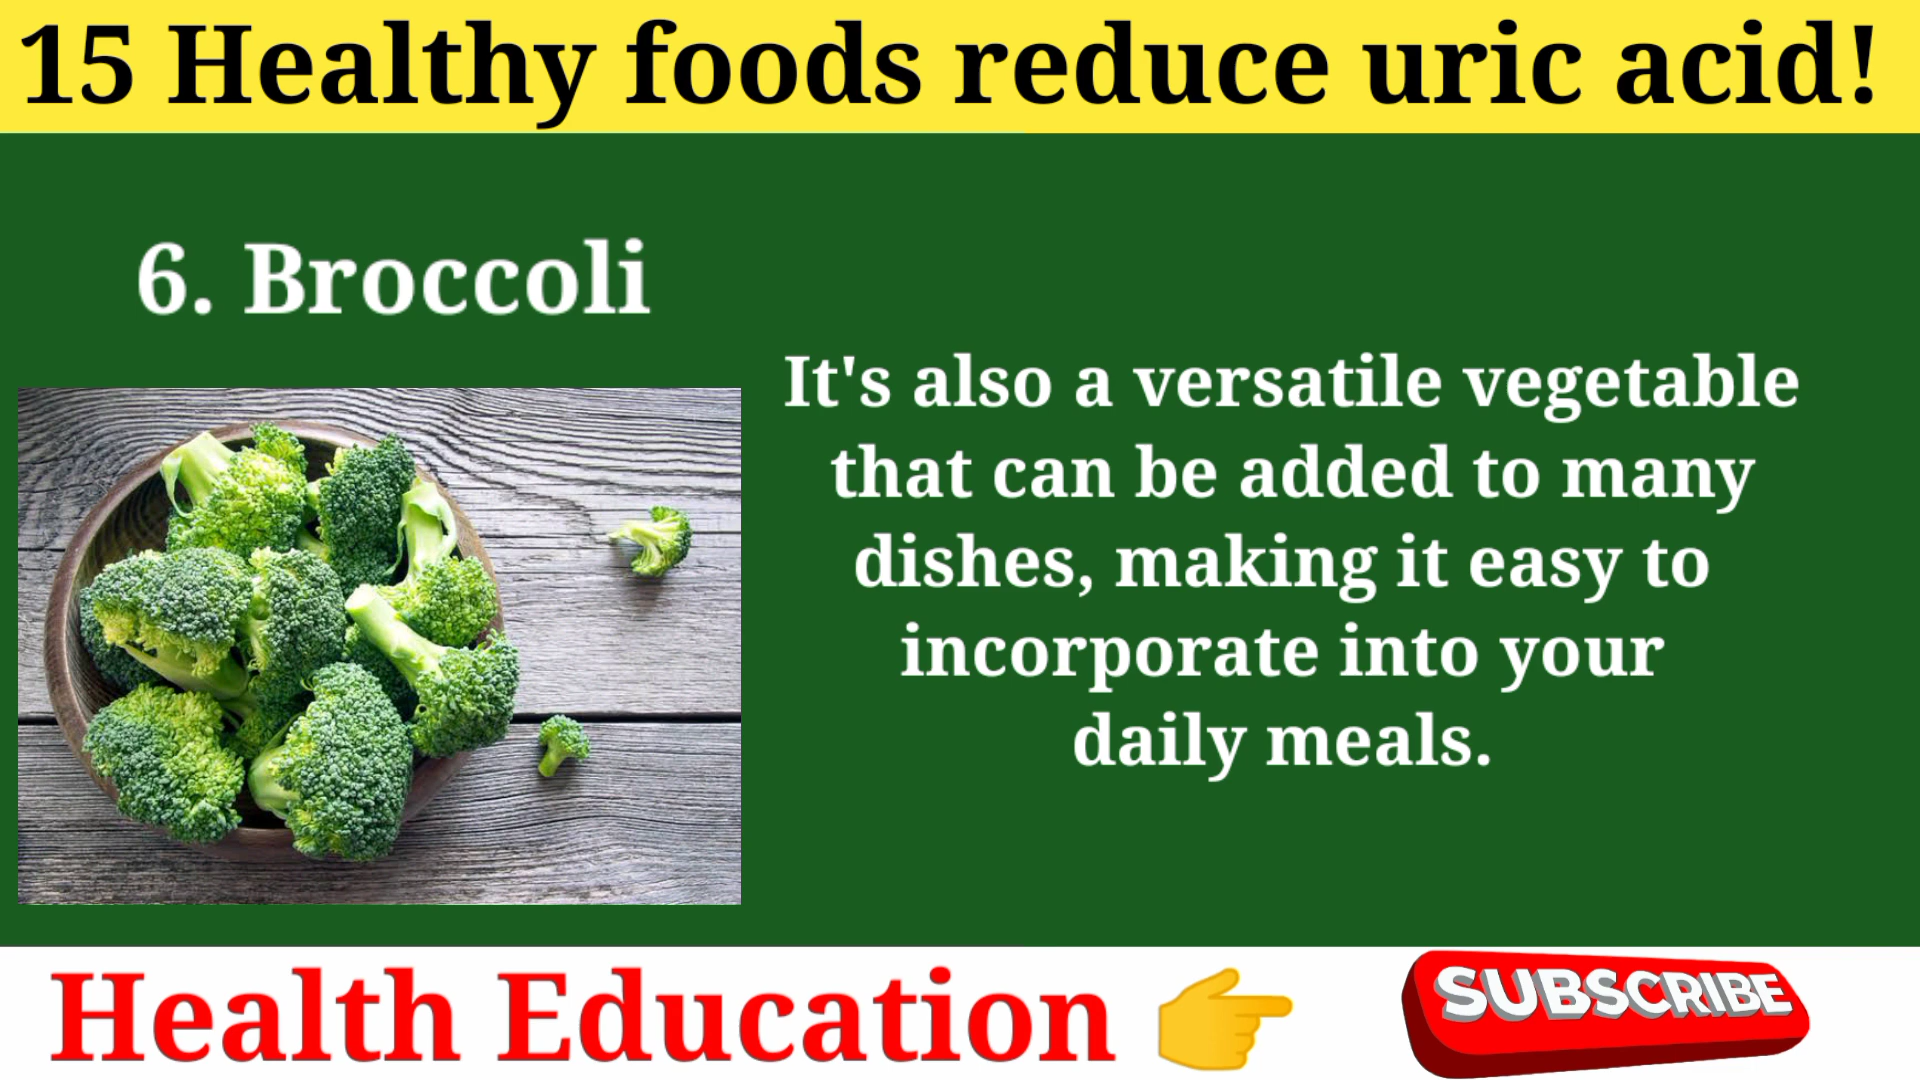 15 Healthy foods reduce uric acid!
6. Broccoli
It's also a versatile vegetable
that can be added to many
dishes, making it easy to
incorporate into your
daily meals.
Health Education
SUBSCRIBE